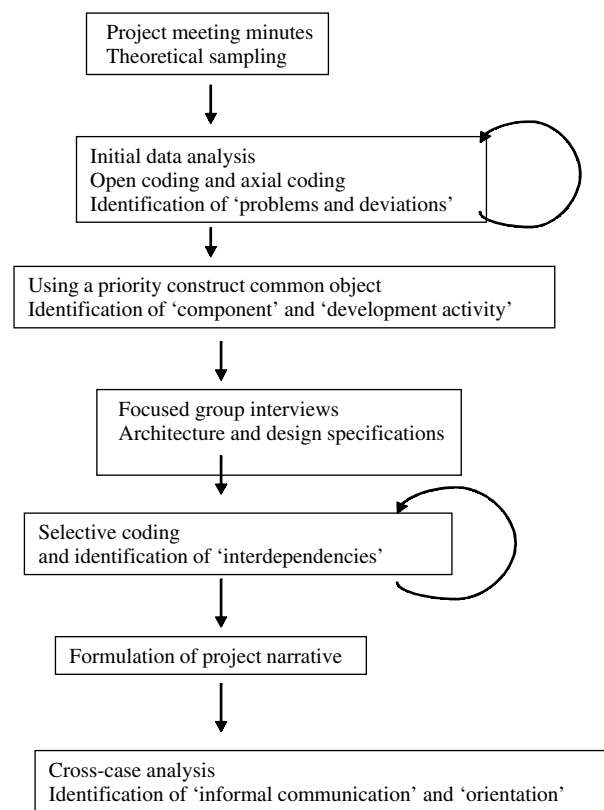 Project meeting minutes
Theoretical sampling
Initial data analysis
Open coding and axial coding
Identification of ‘problems and deviations’
Using a priority construct common object
Identification of ‘component’ and ‘development activity’
Focused group interviews
Architecture and design specifications
Selective coding
and identification of ‘interdependencies’
Formulation of project narrative
Cross-case analysis
Identification of ‘informal communication’ and ‘orientation’